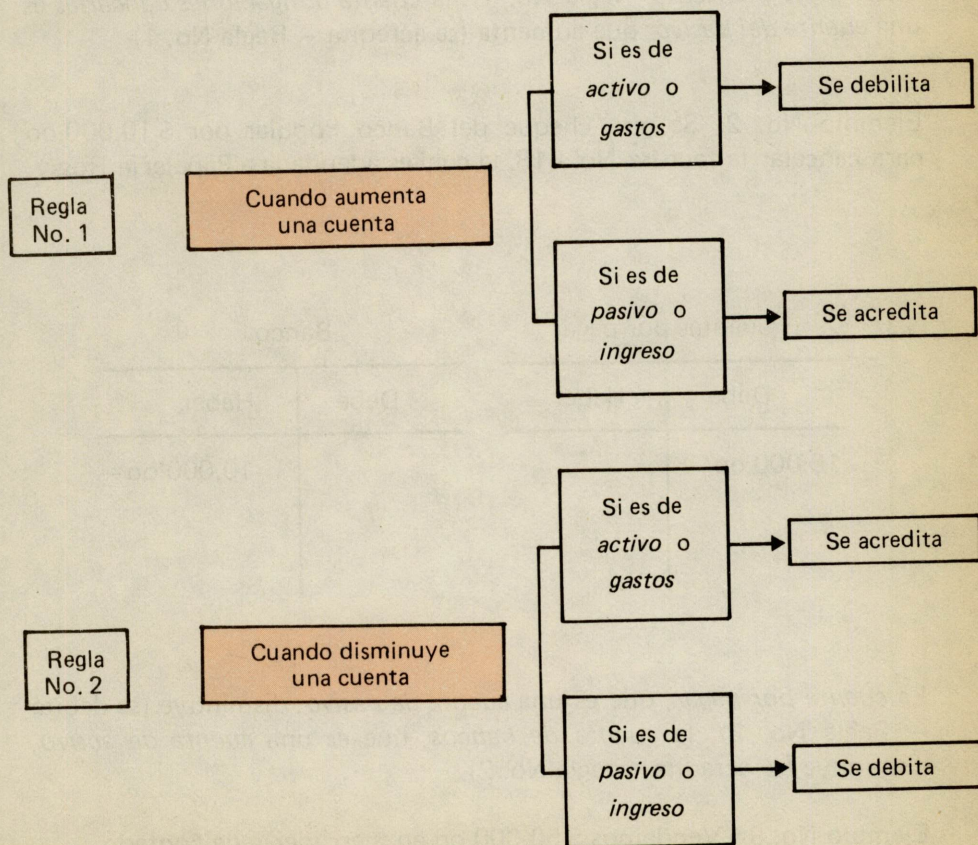 Si es de
activo o
gastos
Se debilita
Regla
No. 1
Cuando aumenta
una cuenta
Si es de
pasivo o
ingreso
Se acredita
Si es de
activo o
gastos
Se acredita
Regla
No. 2
Cuando disminuye
una cuenta
Si es de
pasivo o
ingreso
Se debita